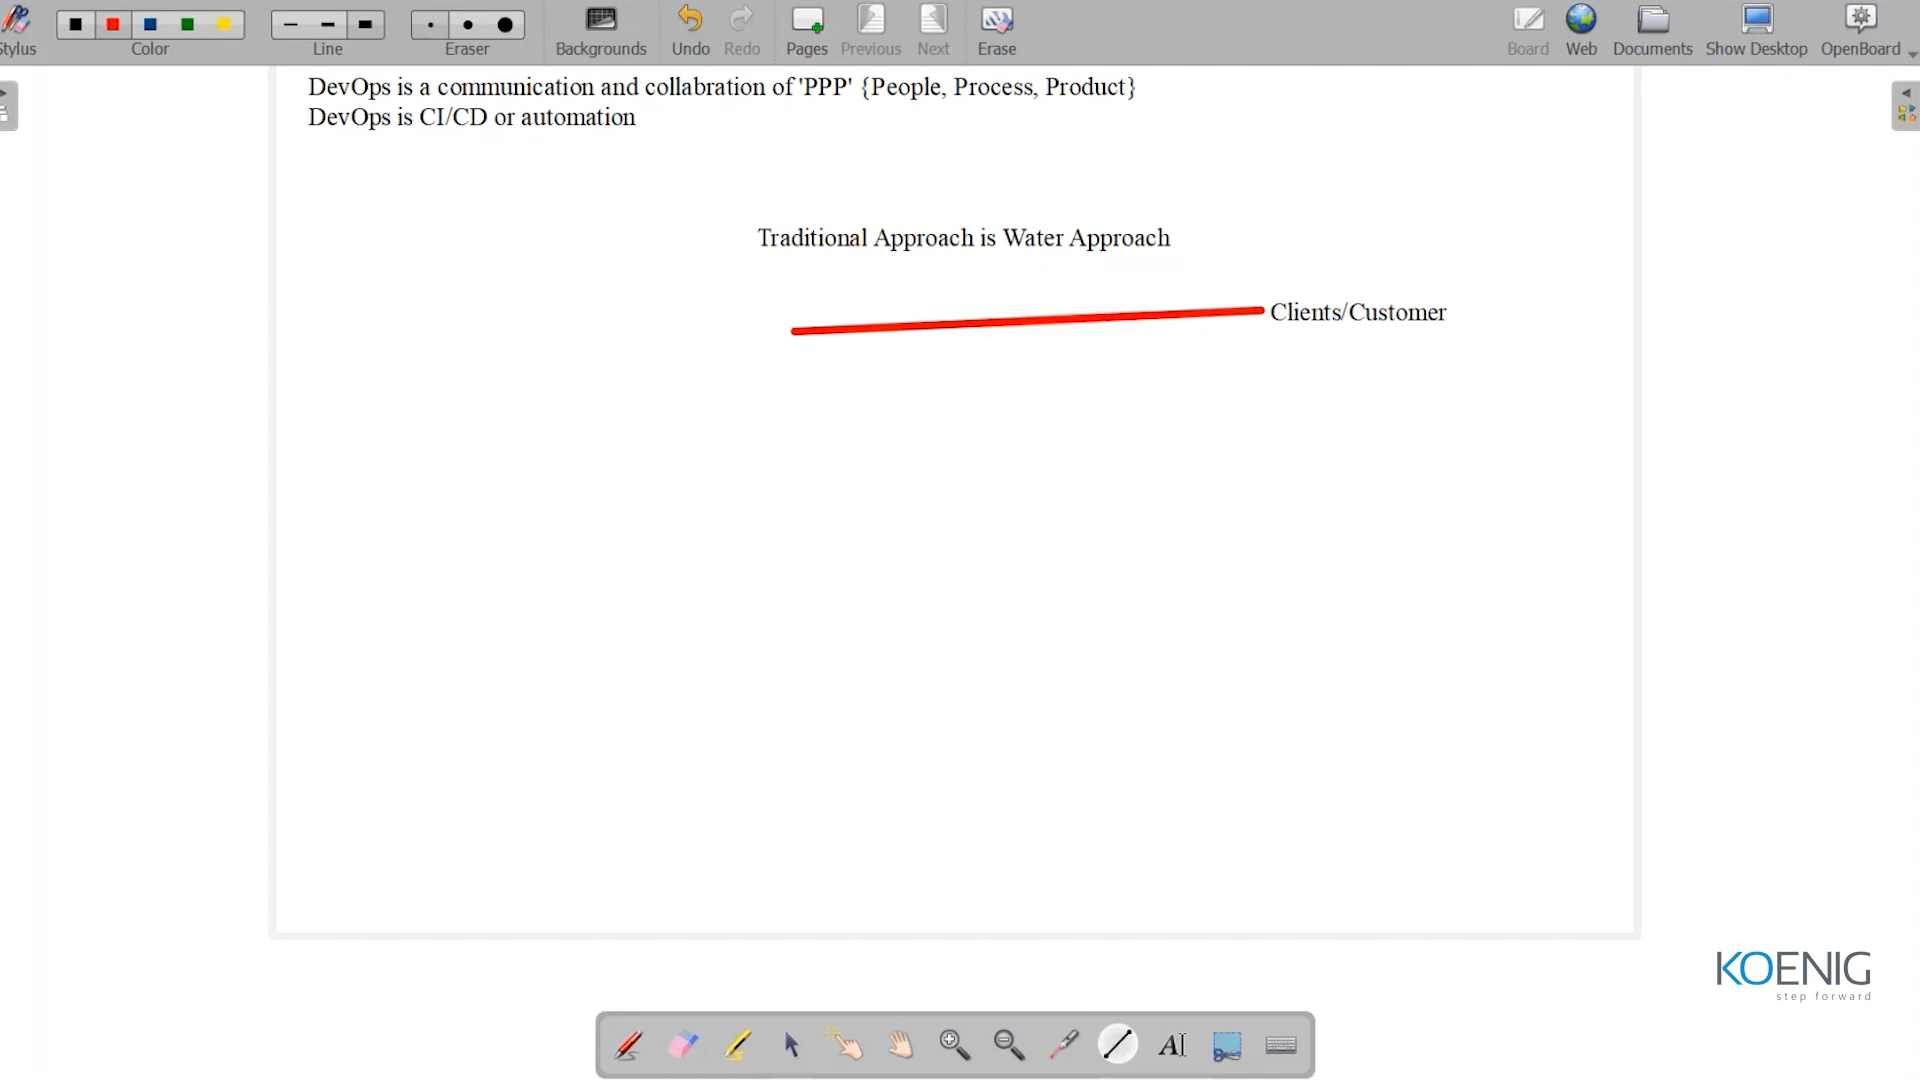 Stylus
Color
Line
Eraser
Backgrounds
Undo
Redo
Pages
Previous
Next
Erase
Board
Web
Documents
Show Desktop
OpenBoard
DevOps is a communication and collabration of 'PPP' {People, Process, Product}
DevOps is CI/CD or automation
Traditional Approach is Water Approach
Clients/Customer
KOENIG
step forward
AI